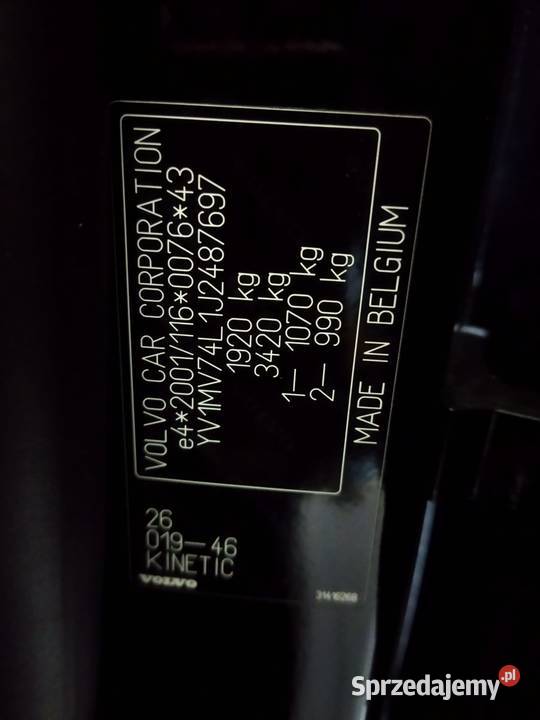 VOLVO CAR CORPORATION
e4*2001/116*0076*43
YV1MV74L1J2487697
1920 kg
3420 kg
1— 1070 kg
2— 990 kg
MADE IN BELGIUM
26
019—46
KINETIC
VOLVO
31416268
Sprzedajemy.pl